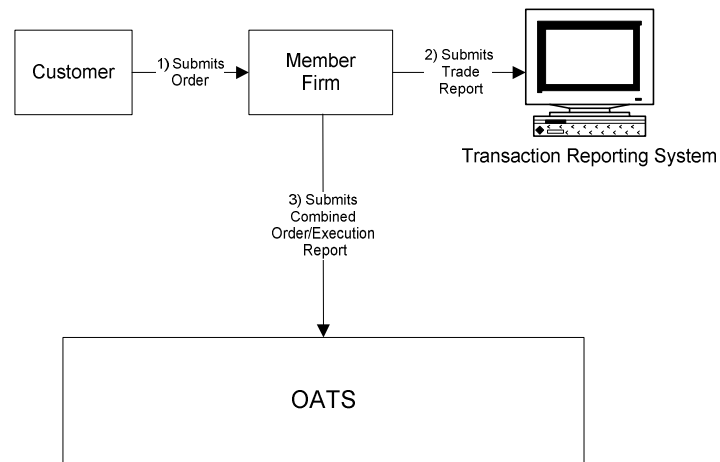 Customer
1) Submits
Order
Member
Firm
2) Submits
Trade
Report
Transaction Reporting System
3) Submits
Combined
Order/Execution
Report
OATS